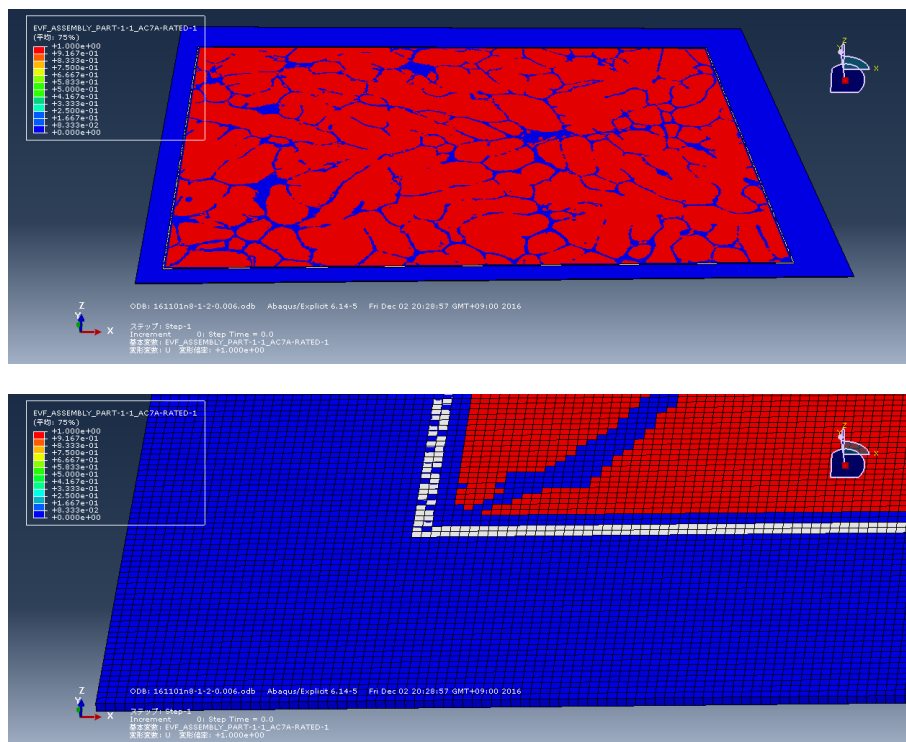 EVF_ASSEMBLY_PART-1-1_AC7A-RATED-1
(平均: 75%)
+1.000e+00
+9.167e-01
+8.333e-01
+7.500e-01
+6.667e-01
+5.833e-01
+5.000e-01
+4.167e-01
+3.333e-01
+2.500e-01
+1.667e-01
+8.333e-02
+0.000e+00
Z
X
Z
Y
X
ODB: 161101n8-1-2-0.006.odb Abaqus/Explicit 6.14-5 Fri Dec 02 20:28:57 GMT+09:00 2016
ステップ: Step-1
Increment 0: Step Time = 0.0
基本変数: EVF_ASSEMBLY_PART-1-1_AC7A-RATED-1
変形変数: U 変形倍率: +1.000e+00
EVF_ASSEMBLY_PART-1-1_AC7A-RATED-1
(平均: 75%)
+1.000e+00
+9.167e-01
+8.333e-01
+7.500e-01
+6.667e-01
+5.833e-01
+5.000e-01
+4.167e-01
+3.333e-01
+2.500e-01
+1.667e-01
+8.333e-02
+0.000e+00
Z
X
Z
Y
X
ODB: 161101n8-1-2-0.006.odb Abaqus/Explicit 6.14-5 Fri Dec 02 20:28:57 GMT+09:00 2016
ステップ: Step-1
Increment 0: Step Time = 0.0
基本変数: EVF_ASSEMBLY_PART-1-1_AC7A-RATED-1
変形変数: U 変形倍率: +1.000e+00